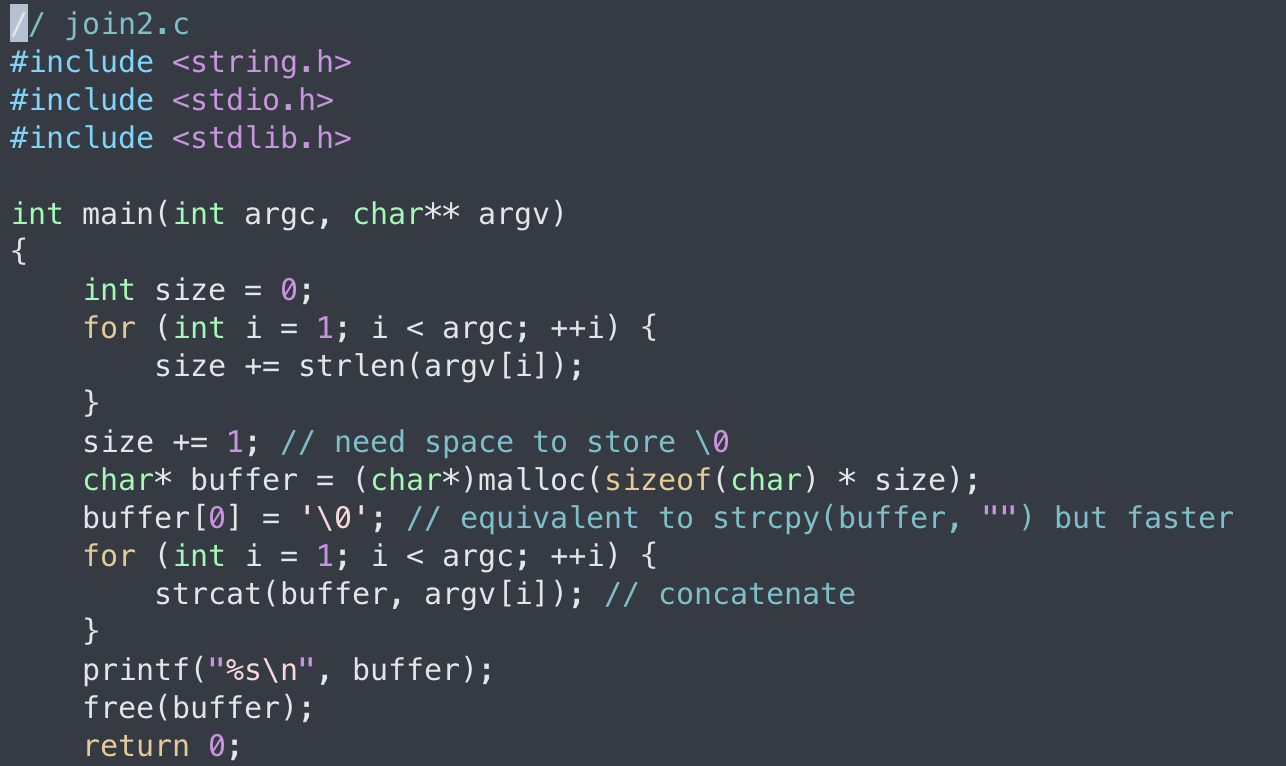 // join2.c
#include <string.h>
#include <stdio.h>
#include <stdlib.h>

int main(int argc, char** argv)
{
    int size = 0;
    for (int i = 1; i < argc; ++i) {
        size += strlen(argv[i]);
    }
    size += 1; // need space to store \0
    char* buffer = (char*)malloc(sizeof(char) * size);
    buffer[0] = '\0'; // equivalent to strcpy(buffer, "") but faster
    for (int i = 1; i < argc; ++i) {
        strcat(buffer, argv[i]); // concatenate
    }
    printf("%s\n", buffer);
    free(buffer);
    return 0;